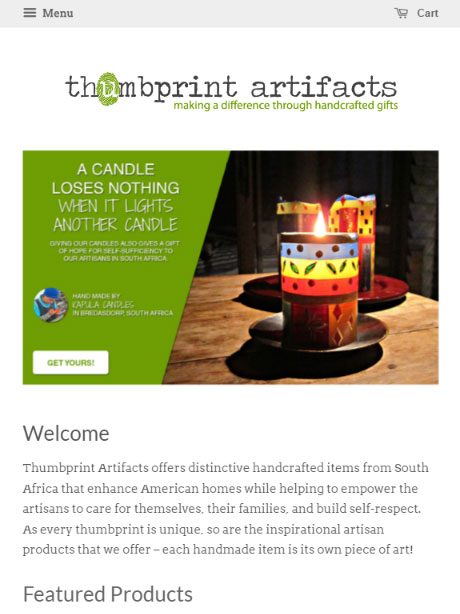 Menu
Cart
thumbprint artifacts
making a difference through handcrafted gifts
A CANDLE
LOSES NOTHING
WHEN IT LIGHTS
ANOTHER CANDLE
GIVING OUR CANDLES ALSO GIVES A GIFT
OF HOPE FOR SELF-SUFFICIENCY TO
OUR ARTISANS IN SOUTH AFRICA.
HAND MADE BY
KAPULA CANDLES
IN BREDASDORP, SOUTH AFRICA
GET YOURS!
Welcome
Thumbprint Artifacts offers distinctive handcrafted items from South
Africa that enhance American homes while helping to empower the
artisans to care for themselves, their families, and build self-respect.
As every thumbprint is unique, so are the inspirational artisan
products that we offer – each handmade item is its own piece of art!
Featured Products